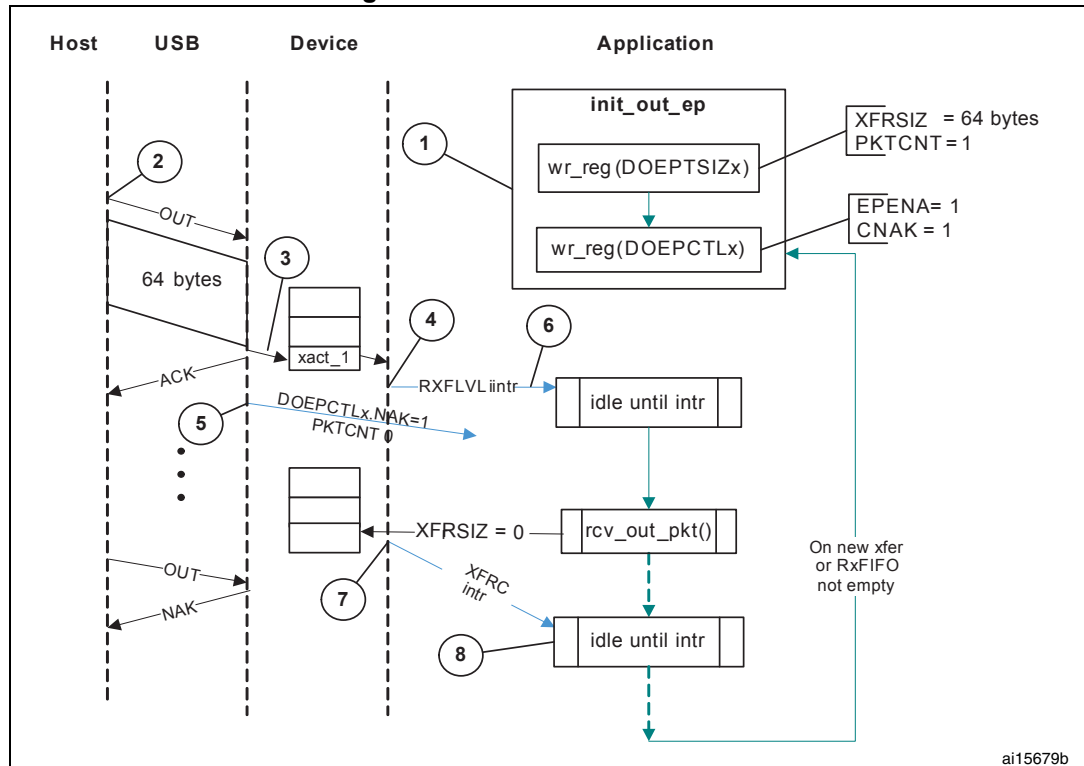 Host USB Device Application
init_out_ep
XFRSIZ = 64 bytes
PKTCNT = 1
1
wr_reg(DOEPTSIZx)
2
OUT
EPENA= 1
CNAK = 1
wr_reg(DOEPCTLx)
3
64 bytes
4
6
xact_1
ACK
RXFLVL iintr
idle until intr
DOEPCTLx.NAK=1
PKTCNT 0
5
XFRSIZ = 0
rcv_out_pkt()
On new xfer
or RxFIFO
not empty
OUT
XFRC
intr
7
NAK
idle until intr
8
ai15679b